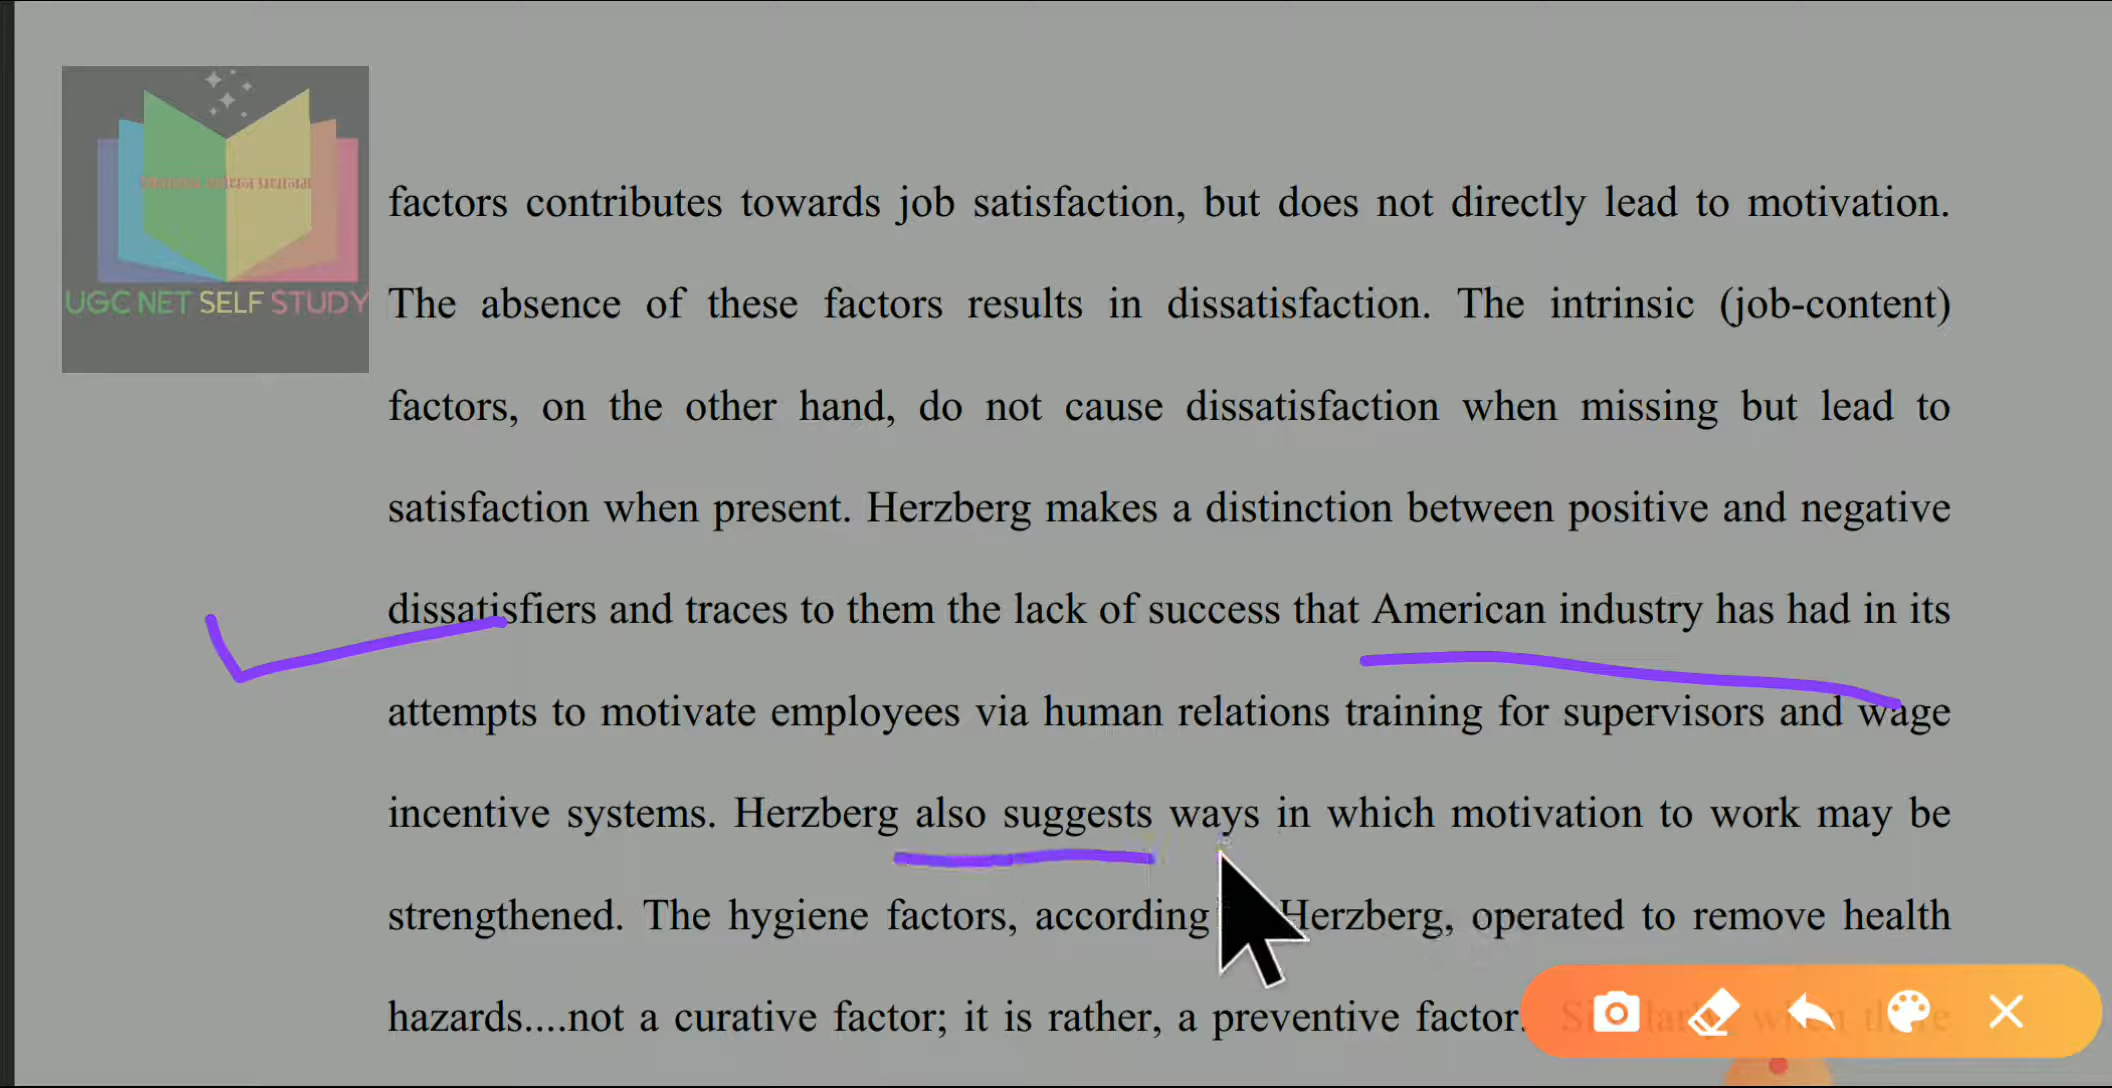 UGC NET SELF STUDY
factors contributes towards job satisfaction, but does not directly lead to motivation.
The absence of these factors results in dissatisfaction. The intrinsic (job-content)
factors, on the other hand, do not cause dissatisfaction when missing but lead to
satisfaction when present. Herzberg makes a distinction between positive and negative
dissatisfiers and traces to them the lack of success that American industry has had in its
attempts to motivate employees via human relations training for supervisors and wage
incentive systems. Herzberg also suggests ways in which motivation to work may be
strengthened. The hygiene factors, according Herzberg, operated to remove health
hazards....not a curative factor; it is rather, a preventive factor. when there